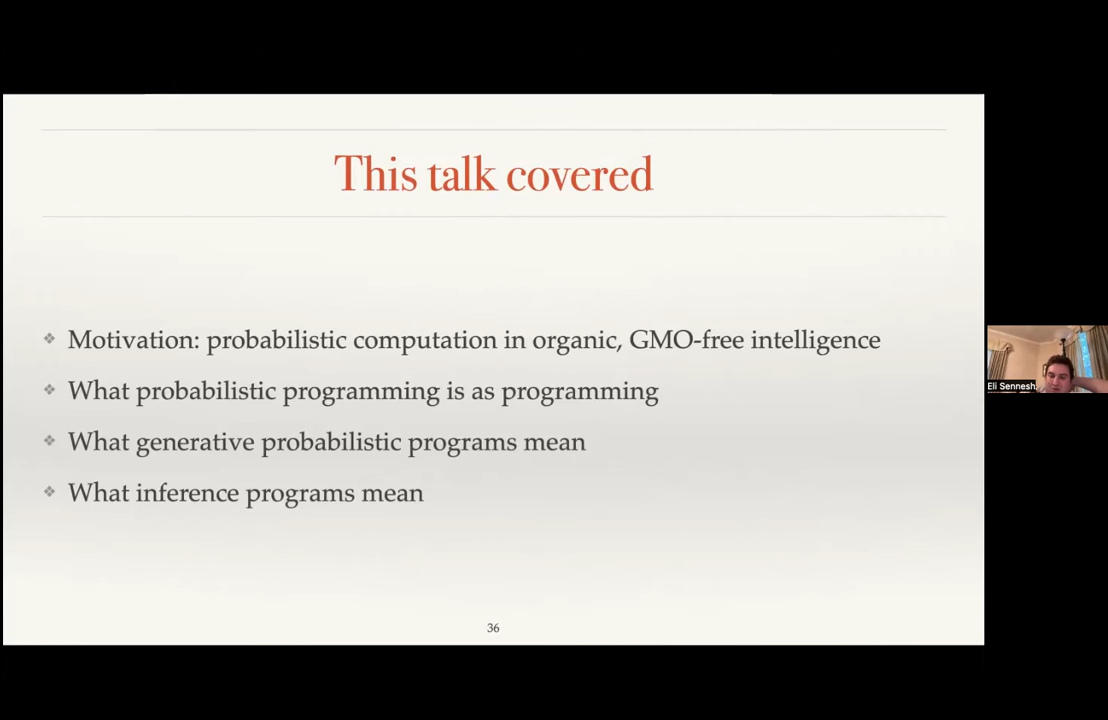 This talk covered
❖ Motivation: probabilistic computation in organic, GMO-free intelligence
❖ What probabilistic programming is as programming
❖ What generative probabilistic programs mean
❖ What inference programs mean
36
Eli Sennesh